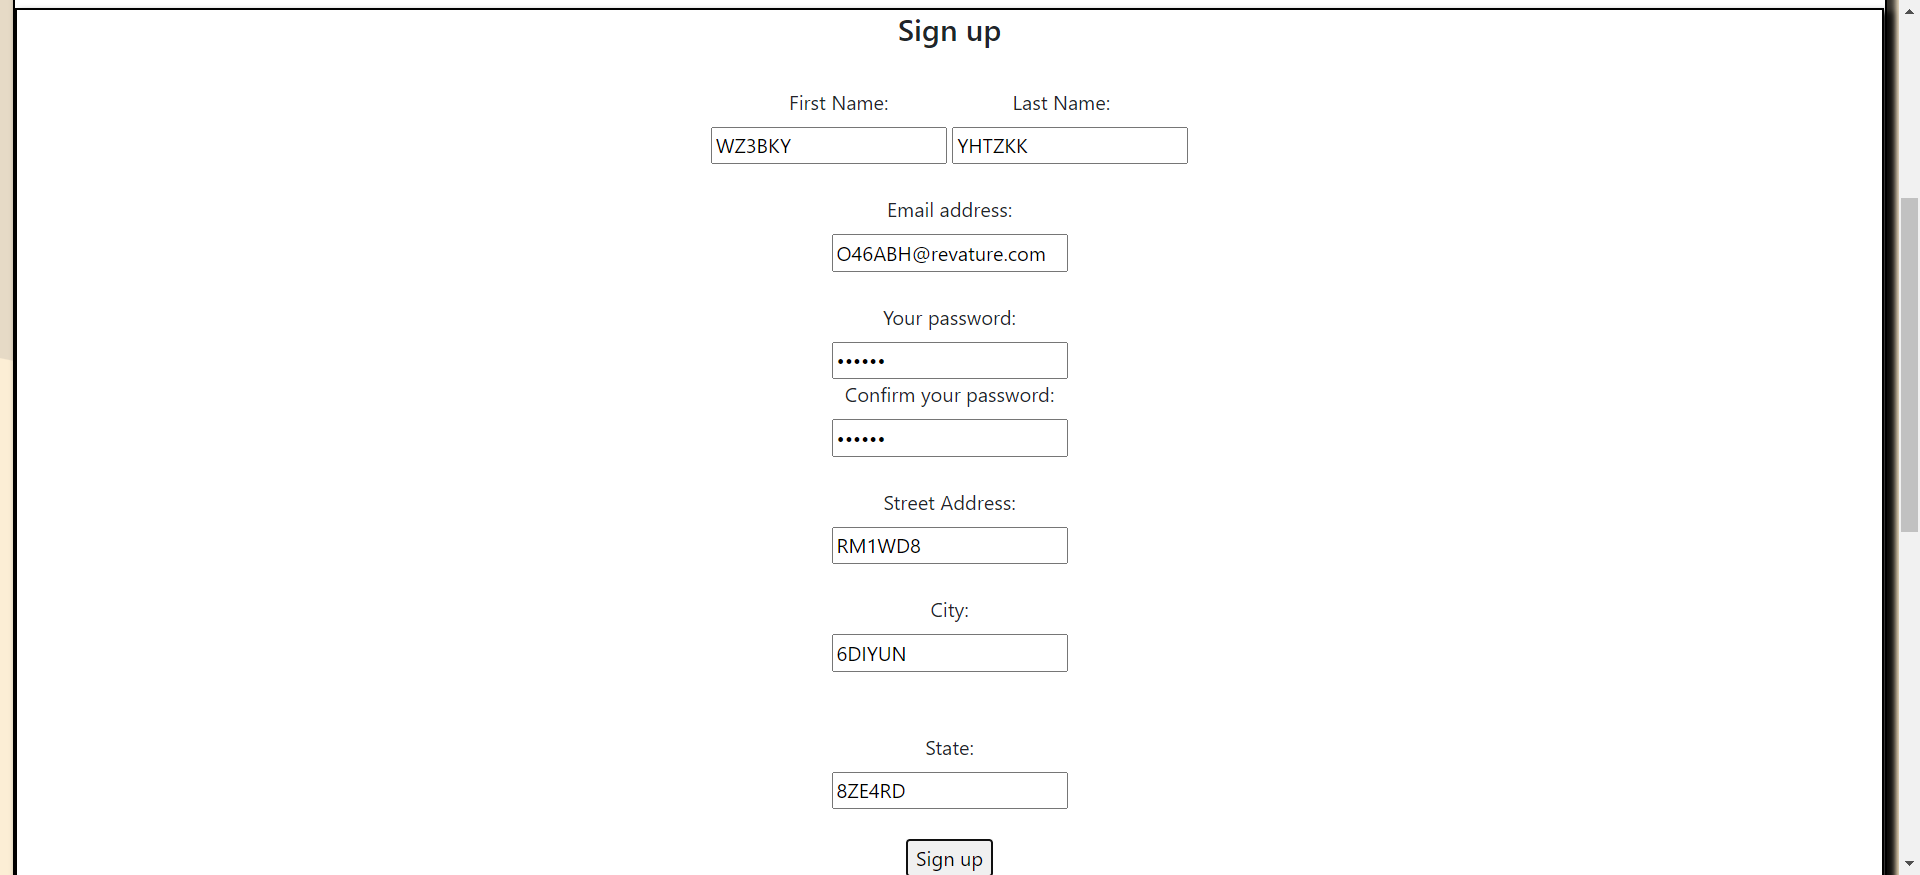 Sign up
First Name: Last Name:
WZ3BKY YHTZKK
Email address:
O46ABH@revature.com
Your password:
••••••
Confirm your password:
••••••
Street Address:
RM1WD8
City:
6DIYUN
State:
8ZE4RD
Sign up